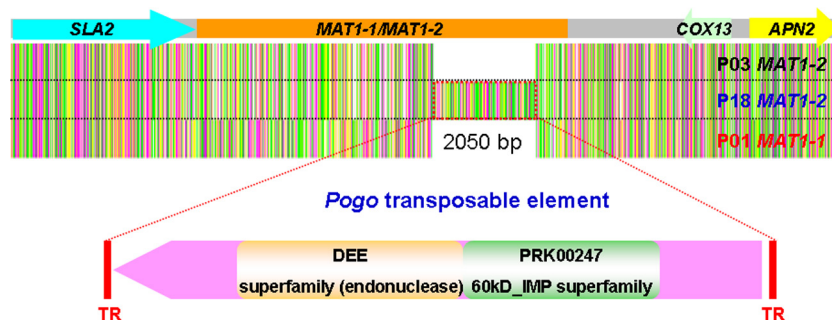 SLA2 MAT1-1/MAT1-2 COX13 APN2
P03 MAT1-2
P18 MAT1-2
P01 MAT1-1
2050 bp
Pogo transposable element
DEE PRK00247
superfamily (endonuclease) 60kD_IMP superfamily
TR TR